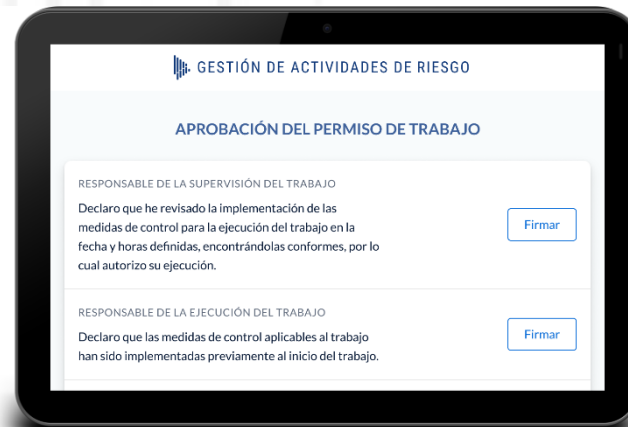 GESTIÓN DE ACTIVIDADES DE RIESGO
APROBACIÓN DEL PERMISO DE TRABAJO
RESPONSABLE DE LA SUPERVISIÓN DEL TRABAJO
Declaro que he revisado la implementación de las
medidas de control para la ejecución del trabajo en la
fecha y horas definidas, encontrándolas conformes, por lo
cual autorizo su ejecución.
Firmar
RESPONSABLE DE LA EJECUCIÓN DEL TRABAJO
Declaro que las medidas de control aplicables al trabajo
han sido implementadas previamente al inicio del trabajo.
Firmar